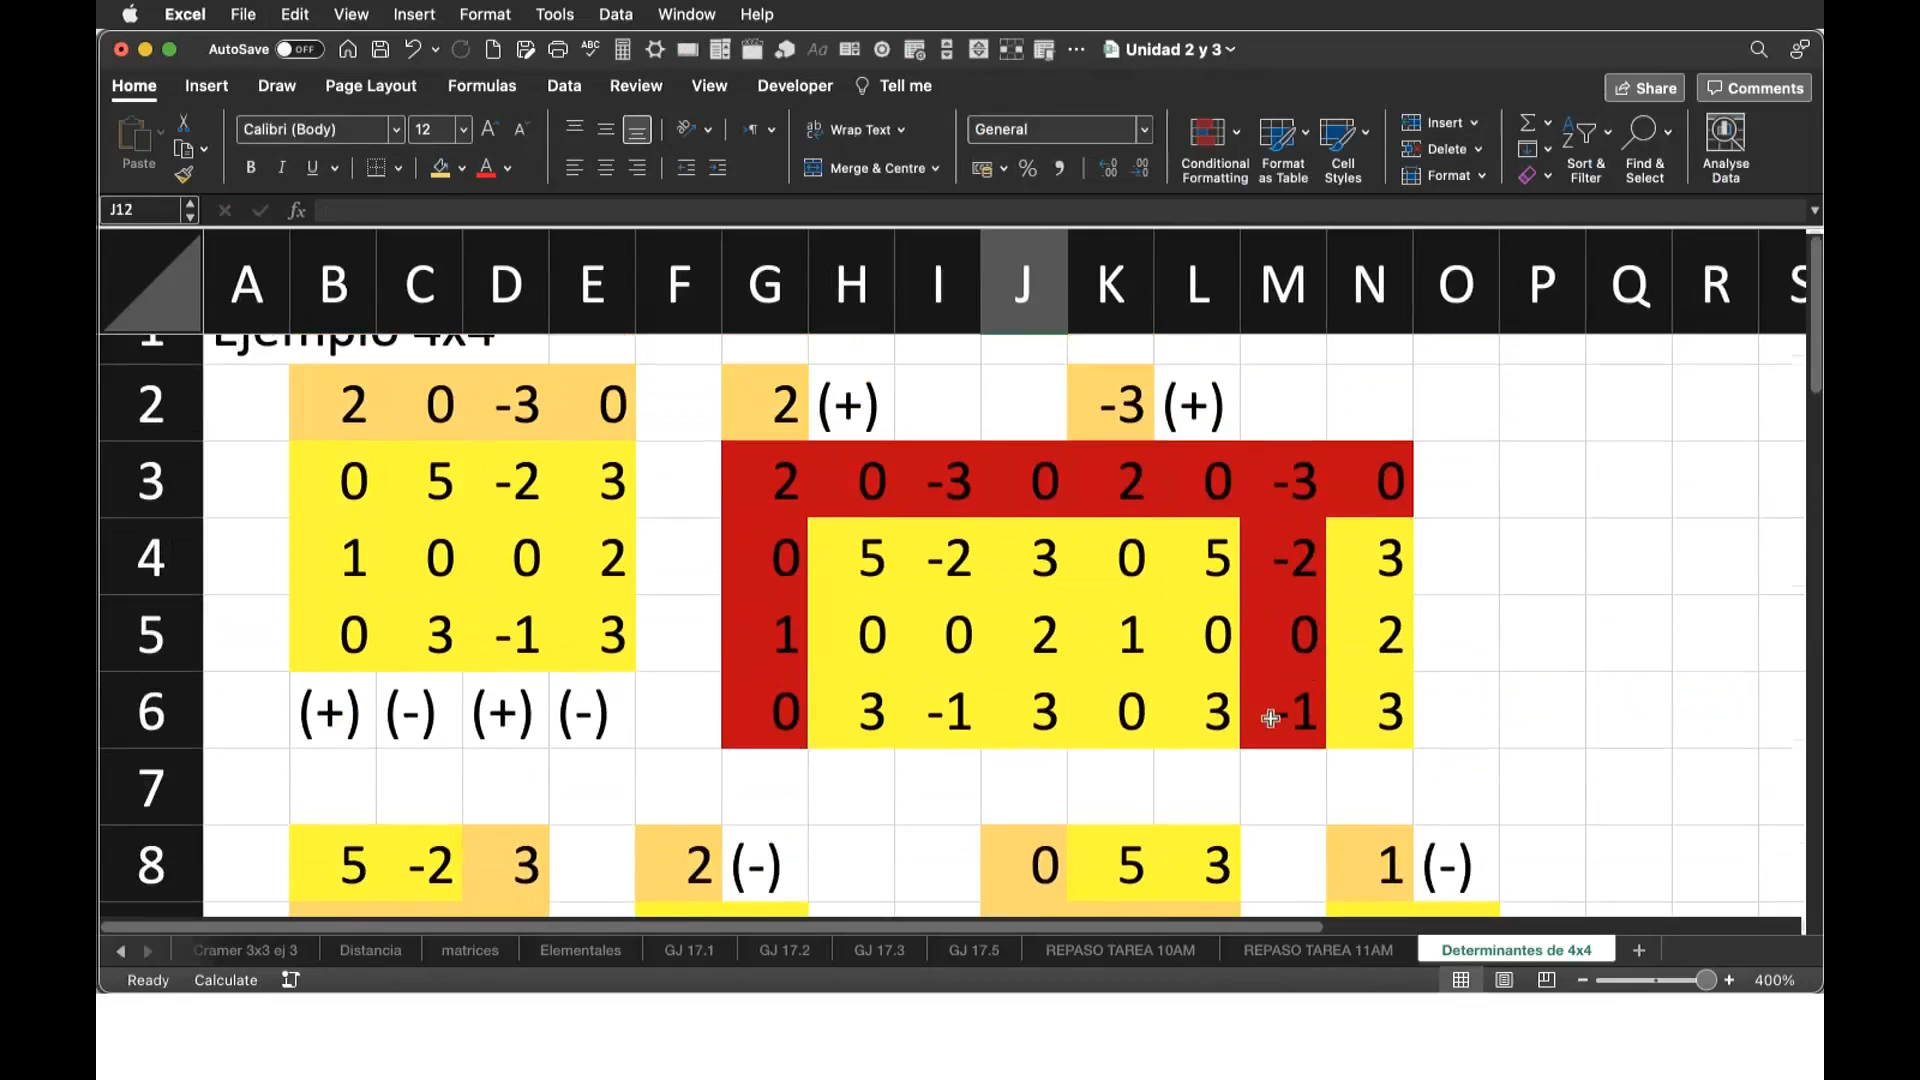 Excel File Edit View Insert Format Tools Data Window Help
AutoSave OFF ABC Aa ... Unidad 2 y 3
Home Insert Draw Page Layout Formulas Data Review View Developer Tell me Share Comments
Calibri (Body) 12 A A ab Wrap Text General Insert
Paste B I U A Merge & Centre % Conditional Formatting Format as Table Cell Styles Delete Format Sort & Filter Find & Select Analyse Data
J12 fx
A B C D E F G H I J K L M N O P Q R S
1 Ejemplo 4x4
2 2 0 -3 0 2 (+) -3 (+)
3 0 5 -2 3 2 0 -3 0 2 0 -3 0
4 1 0 0 2 0 5 -2 3 0 5 -2 3
5 0 3 -1 3 1 0 0 2 1 0 0 2
6 (+) (-) (+) (-) 0 3 -1 3 0 3 -1 3
7
8 5 -2 3 2 (-) 0 5 3 1 (-)
Cramer 3x3 ej 3 Distancia matrices Elementales GJ 17.1 GJ 17.2 GJ 17.3 GJ 17.5 REPASO TAREA 10AM REPASO TAREA 11AM Determinantes de 4x4 +
Ready Calculate 400%